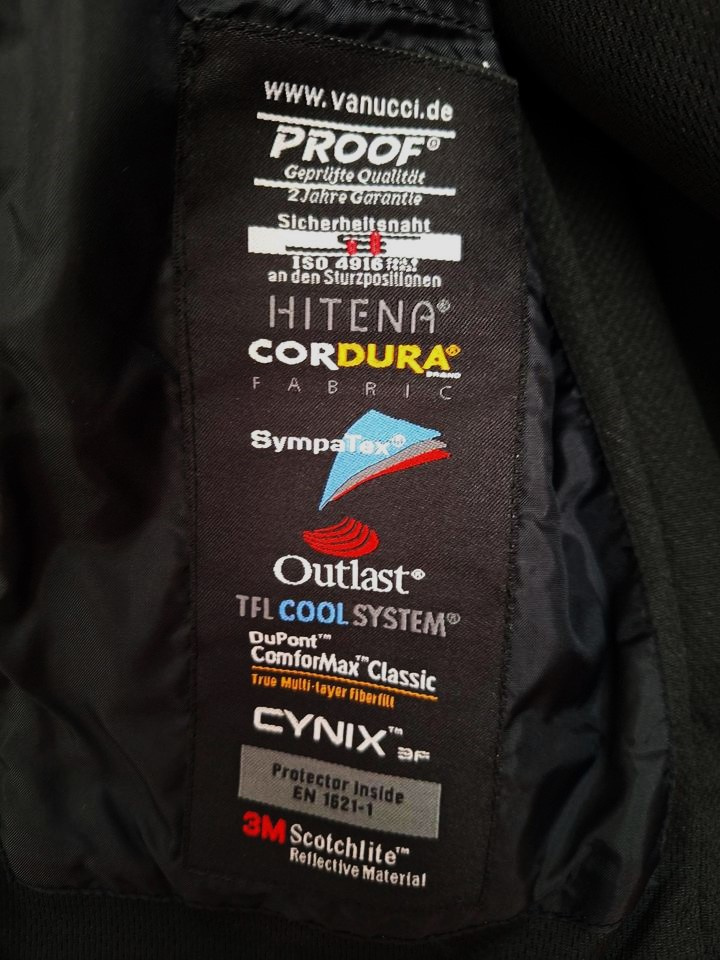 www.vanucci.de
PROOF®
Geprüfte Qualität
2 Jahre Garantie
Sicherheitsnaht
ISO 4916
an den Sturzpositionen
HITENA®
CORDURA®
BRAND
FABRIC
SympaTex®
Outlast®
TFL COOL SYSTEM®
DuPont™
ComforMax™ Classic
True Multi-layer Fiberfill
CYNIX™ 3F
Protector Inside
EN 1621-1
3M Scotchlite™
Reflective Material